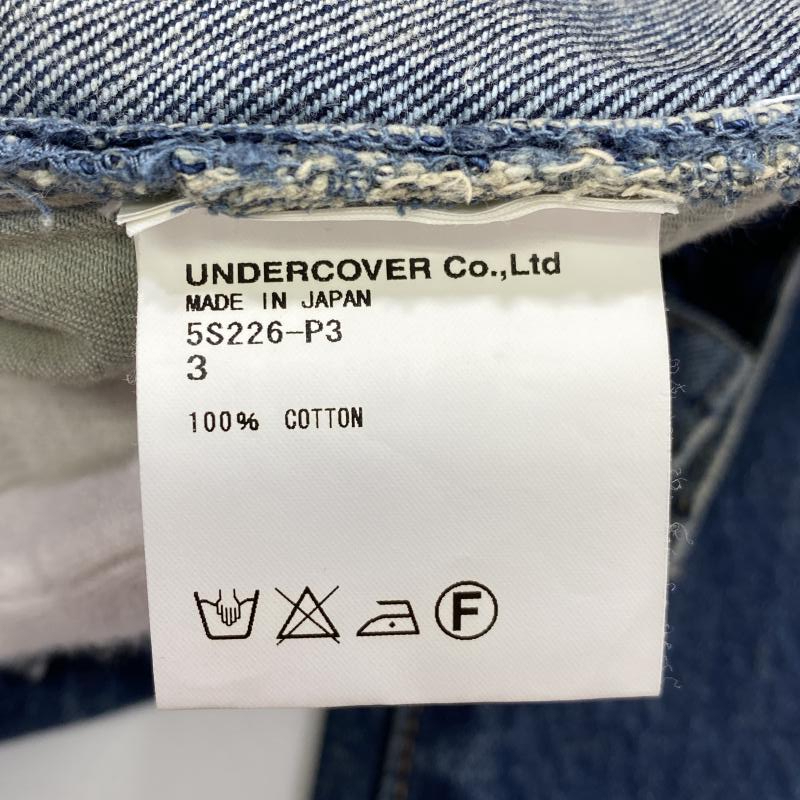 UNDERCOVER Co.,Ltd
MADE IN JAPAN
5S226-P3
3
100% COTTON
F